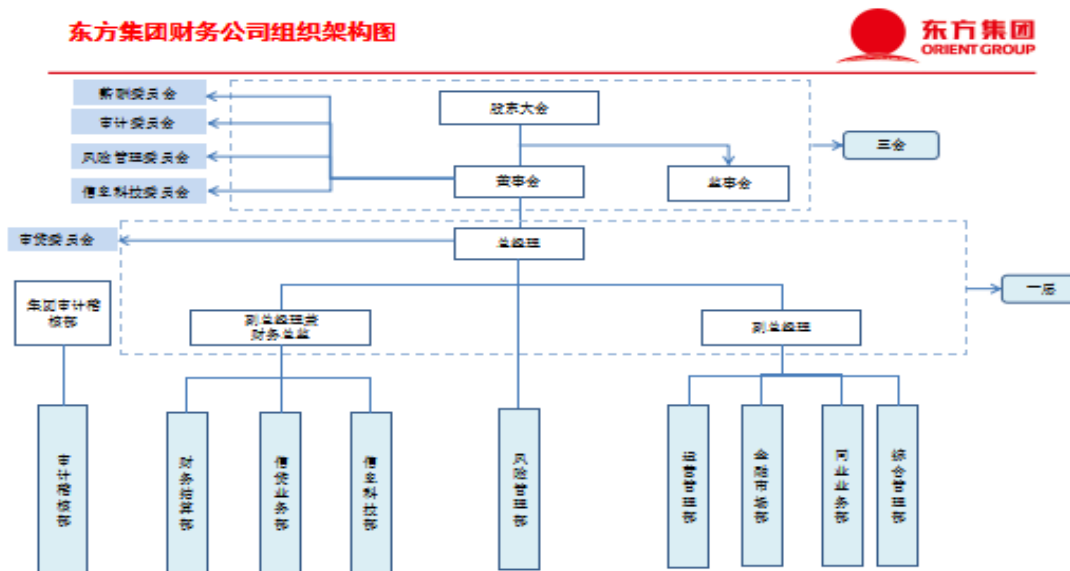 东方集团财务公司组织架构图
东方集团
ORIENT GROUP
薪酬委员会
审计委员会
风险管理委员会
信息科技委员会
股东大会
董事会
监事会
三会
审贷委员会
总经理
一层
集团审计稽
核部
副总经理兼
财务总监
副总经理
审计稽核部
财务结算部
信贷业务部
信息科技部
风险管理部
运营管理部
金融市场部
同业业务部
综合管理部